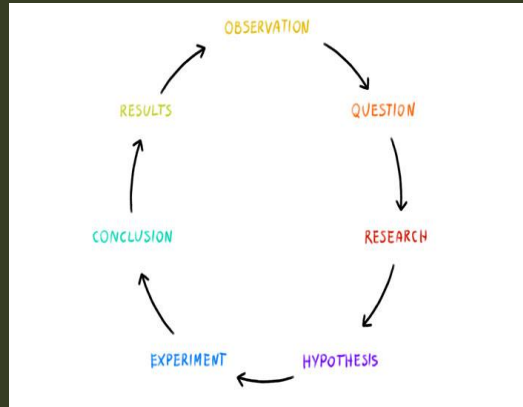 OBSERVATION
QUESTION
RESEARCH
HYPOTHESIS
EXPERIMENT
CONCLUSION
RESULTS